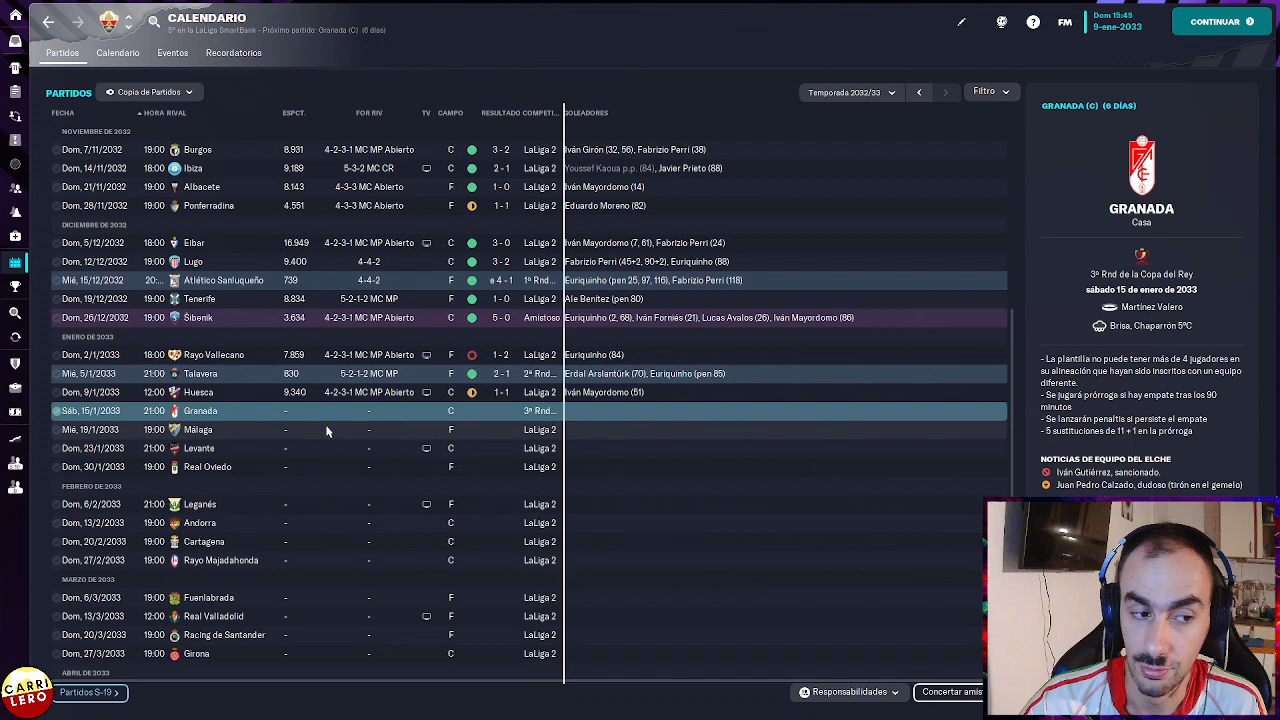 CALENDARIO
5º en la LaLiga SmartBank - Próximo partido: Granada (C) (6 días)
FM
Dom 15:45
9-ene-2033
CONTINUAR
Partidos Calendario Eventos Recordatorios
PARTIDOS Copia de Partidos Temporada 2032/33 Filtro
FECHA HORA RIVAL ESPCT. FOR RIV TV CAMPO RESULTADO COMPETI... GOLEADORES
NOVIEMBRE DE 2032
Dom, 7/11/2032 19:00 Burgos 8.931 4-2-3-1 MC MP Abierto C 3 - 2 LaLiga 2 Iván Girón (32, 56), Fabrizio Perri (38)
Dom, 14/11/2032 18:00 Ibiza 9.189 5-3-2 MC CR C 2 - 1 LaLiga 2 Youssef Kaoua p.p. (84), Javier Prieto (88)
Dom, 21/11/2032 19:00 Albacete 8.143 4-3-3 MC Abierto F 1 - 0 LaLiga 2 Iván Mayordomo (14)
Dom, 28/11/2032 19:00 Ponferradina 4.551 4-3-3 MC Abierto F 1 - 1 LaLiga 2 Eduardo Moreno (82)
DICIEMBRE DE 2032
Dom, 5/12/2032 18:00 Eibar 16.949 4-2-3-1 MC MP Abierto C 3 - 0 LaLiga 2 Iván Mayordomo (7, 61), Fabrizio Perri (24)
Dom, 12/12/2032 19:00 Lugo 9.400 4-4-2 C 4 - 1 LaLiga 2 Fabrizio Perri (45+2, 90+2), Euriquinho (68)
Mié, 15/12/2032 20:... Atlético Sanluqueño 739 4-4-2 F e 4 - 1 1º Rnd... Euriquinho (pen 25, 97, 116), Fabrizio Perri (118)
Dom, 19/12/2032 19:00 Tenerife 8.834 5-2-1-2 MC MP F 1 - 0 LaLiga 2 Ale Benítez (pen 80)
Dom, 26/12/2032 19:00 Šibenik 3.634 4-2-3-1 MC MP Abierto C 5 - 0 Amistoso Euriquinho (2, 68), Iván Forniés (21), Lucas Avalos (26), Iván Mayordomo (86)
ENERO DE 2033
Dom, 2/1/2033 18:00 Rayo Vallecano 7.859 4-2-3-1 MC MP Abierto F 1 - 2 LaLiga 2 Euriquinho (84)
Mié, 5/1/2033 21:00 Talavera 830 5-2-1-2 MC MP F 2 - 1 2ª Rnd... Erdal Arslantürk (70), Euriquinho (pen 85)
Dom, 9/1/2033 12:00 Huesca 9.340 4-2-3-1 MC MP Abierto C 1 - 1 LaLiga 2 Iván Mayordomo (51)
Sáb, 15/1/2033 21:00 Granada - - C 3ª Rnd...
Mié, 19/1/2033 19:00 Málaga - - F LaLiga 2
Dom, 23/1/2033 21:00 Levante - - C LaLiga 2
Dom, 30/1/2033 19:00 Real Oviedo - - F LaLiga 2
FEBRERO DE 2033
Dom, 6/2/2033 21:00 Leganés - - F LaLiga 2
Dom, 13/2/2033 19:00 Andorra - - C LaLiga 2
Dom, 20/2/2033 19:00 Cartagena - - C LaLiga 2
Dom, 27/2/2033 19:00 Rayo Majadahonda - - C LaLiga 2
MARZO DE 2033
Dom, 6/3/2033 19:00 Fuenlabrada - - F LaLiga 2
Dom, 13/3/2033 12:00 Real Valladolid - - F LaLiga 2
Dom, 20/3/2033 19:00 Racing de Santander - - F LaLiga 2
Dom, 27/3/2033 19:00 Girona - - C LaLiga 2
ABRIL DE 2033
Partidos S-19 Responsabilidades Concertar amis
GRANADA (C) (6 DÍAS)
GRANADA
Casa
3ª Rnd de la Copa del Rey
sábado 15 de enero de 2033
Martínez Valero
Brisa, Chaparrón 5ºC
- La plantilla no puede tener más de 4 jugadores en
su alineación que hayan sido inscritos con un equipo
diferente.
- Se jugará prórroga si hay empate tras los 90
minutos
- Se lanzarán penaltis si persiste el empate
- 5 sustituciones de 11 + 1 en la prórroga
NOTICIAS DE EQUIPO DEL ELCHE
Iván Gutiérrez, sancionado.
Juan Pedro Calzado, dudoso (tirón en el gemelo)
CARRI
LERO